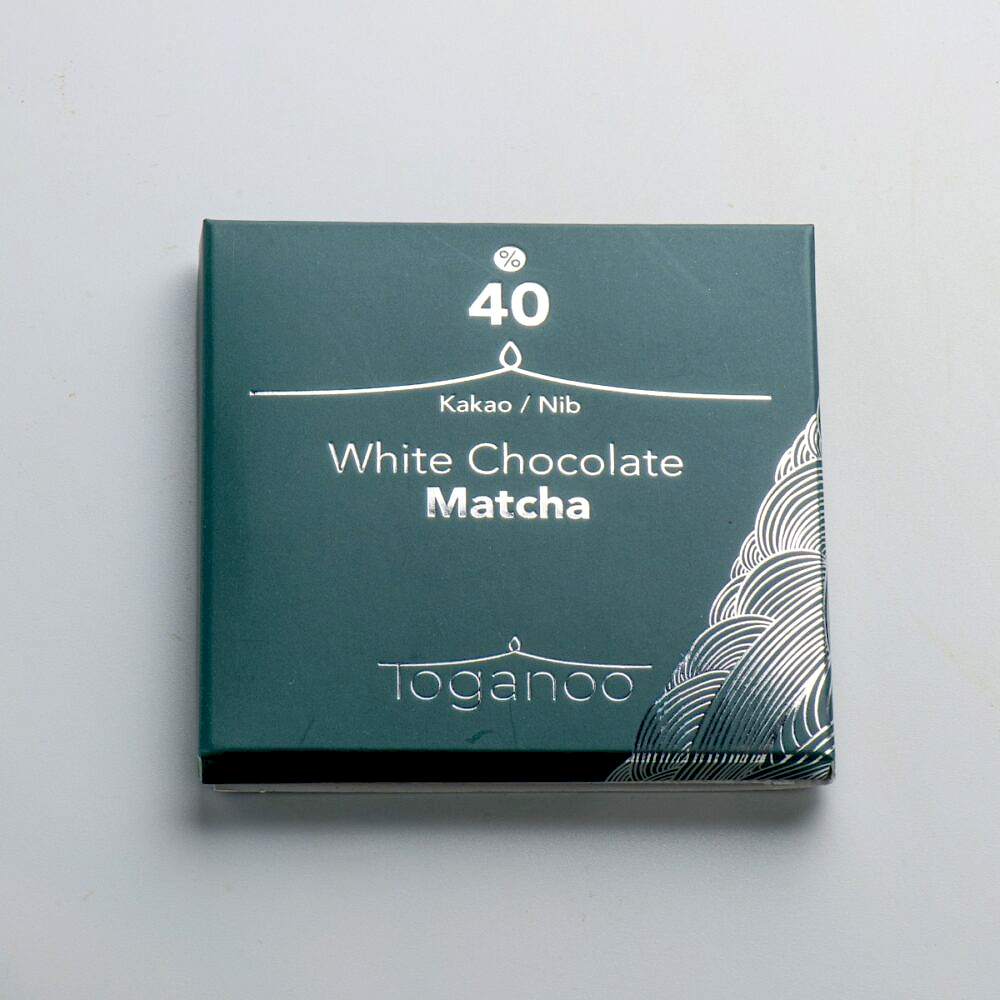 %
40
Kakao / Nib
White Chocolate
Matcha
Toganoo